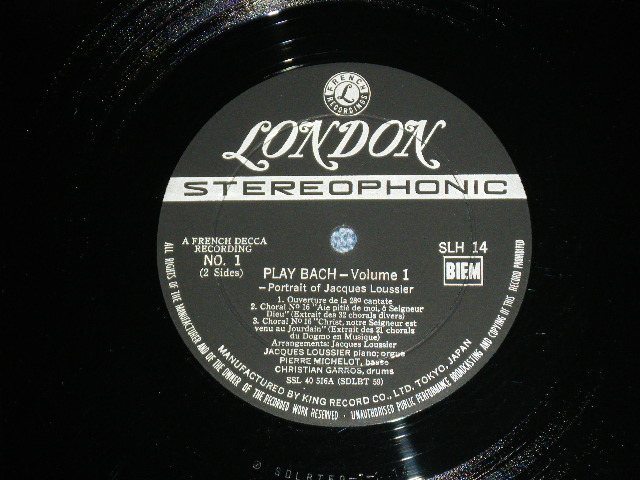 FRENCH
L
RECORDINGS
LONDON
STEREOPHONIC
A FRENCH DECCA
RECORDING
NO. 1
(2 Sides)
SLH 14
BIEM
PLAY BACH – Volume 1
– Portrait of Jacques Loussier
1. Ouverture de la 28º cantate
2. Choral Nº 16 "Aie pitié de moi, ô Seigneur
Dieu" (Extrait des 32 chorals divers)
3. Choral Nº 16 "Christ, notre Seigneur est
venu au Jourdain" (Extrait des 21 chorals
du Dogme en Musique)
Arrangements: Jacques Loussier
JACQUES LOUSSIER piano; orgue
PIERRE MICHELOT, basse
CHRISTIAN GARROS, drums
SSL 40 516A (SDLBT 59)
MANUFACTURED BY KING RECORD CO., LTD. TOKYO, JAPAN
ALL RIGHTS OF THE MANUFACTURER AND OF THE OWNER OF THE RECORDED WORK RESERVED · UNAUTHORISED PUBLIC PERFORMANCE BROADCASTING AND COPYING OF THIS RECORD PROHIBITED